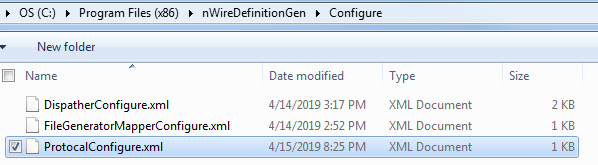 OS (C:) Program Files (x86) nWireDefinitionGen Configure
New folder
Name Date modified Type Size
DispatherConfigure.xml 4/14/2019 3:17 PM XML Document 2 KB
FileGeneratorMapperConfigure.xml 4/14/2019 2:52 PM XML Document 1 KB
ProtocalConfigure.xml 4/15/2019 8:25 PM XML Document 1 KB